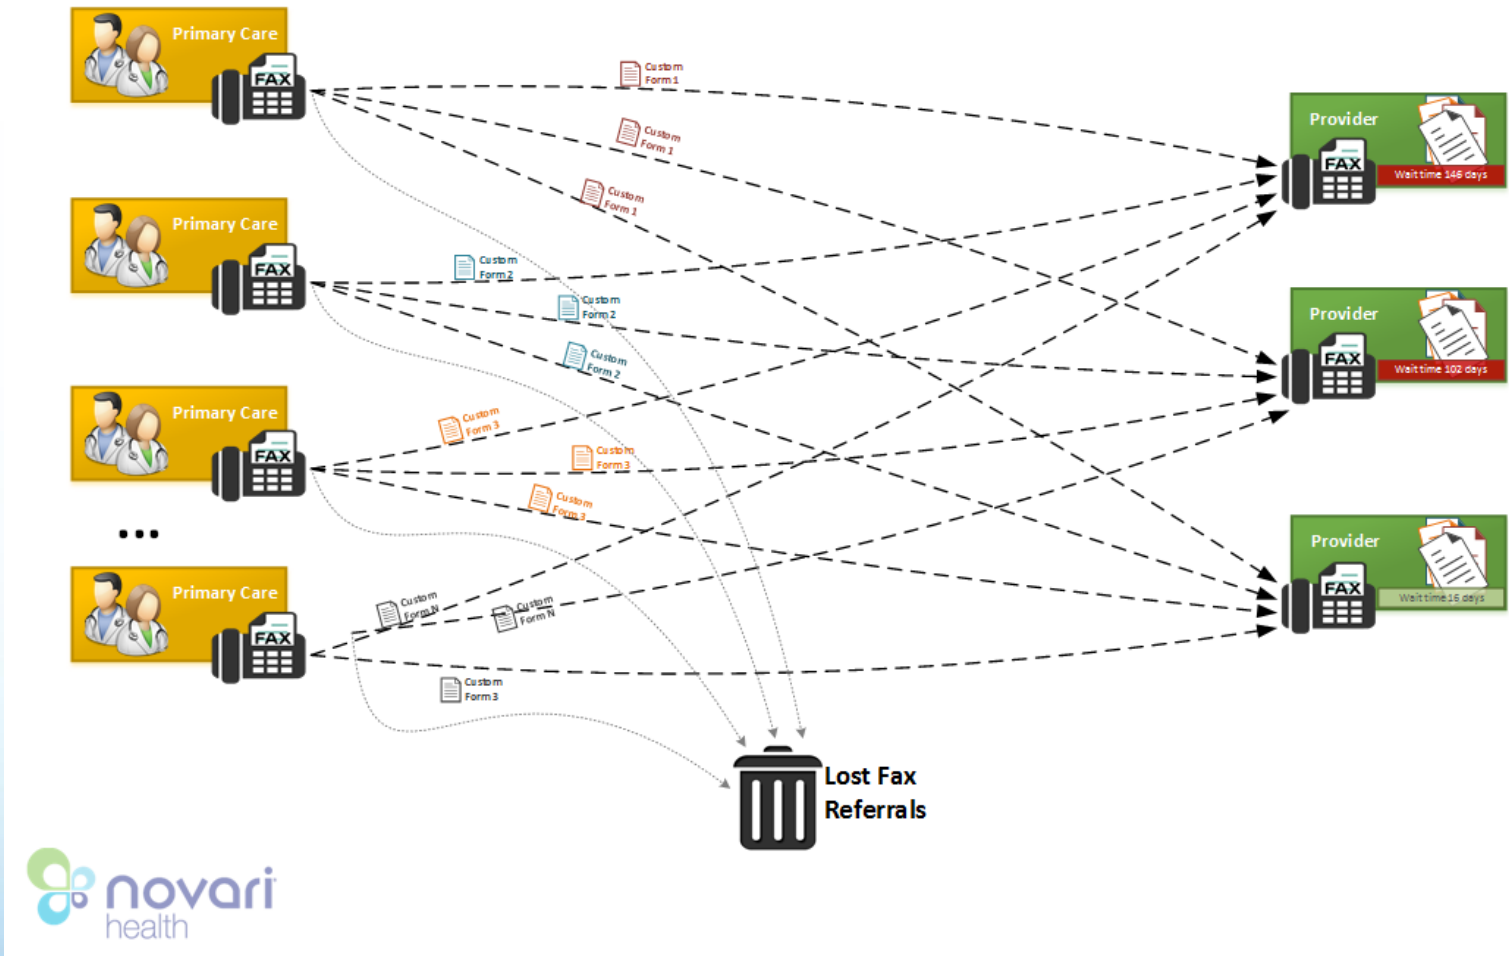 Primary Care
FAX
Custom
Form 1
Custom
Form 1
Custom
Form 1
Provider
FAX
Wait time 146 days
Primary Care
FAX
Custom
Form 2
Custom
Form 2
Custom
Form 2
Provider
FAX
Wait time 102 days
Primary Care
FAX
Custom
Form 3
Custom
Form 3
Custom
Form 3
...
Primary Care
FAX
Custom
Form N
Custom
Form N
Custom
Form 3
Provider
FAX
Wait time 16 days
Lost Fax
Referrals
novari
health